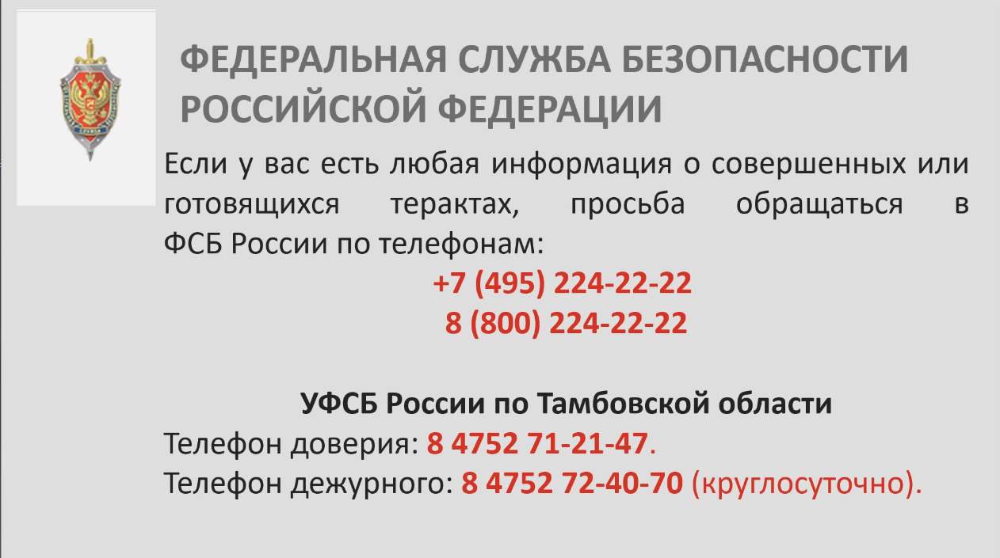 ФЕДЕРАЛЬНАЯ СЛУЖБА БЕЗОПАСНОСТИ
РОССИЙСКОЙ ФЕДЕРАЦИИ
Если у вас есть любая информация о совершенных или
готовящихся терактах, просьба обращаться в
ФСБ России по телефонам:
+7 (495) 224-22-22
8 (800) 224-22-22
УФСБ России по Тамбовской области
Телефон доверия: 8 4752 71-21-47.
Телефон дежурного: 8 4752 72-40-70 (круглосуточно).